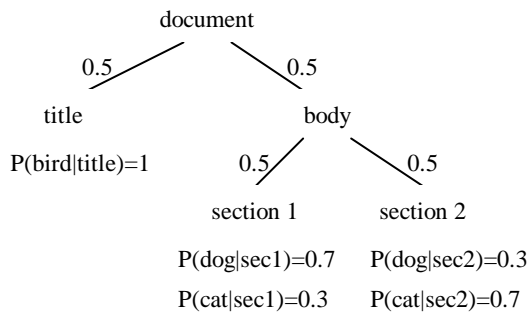 document
0.5 0.5
title body
P(bird|title)=1
0.5 0.5
section 1 section 2
P(dog|sec1)=0.7 P(dog|sec2)=0.3
P(cat|sec1)=0.3 P(cat|sec2)=0.7